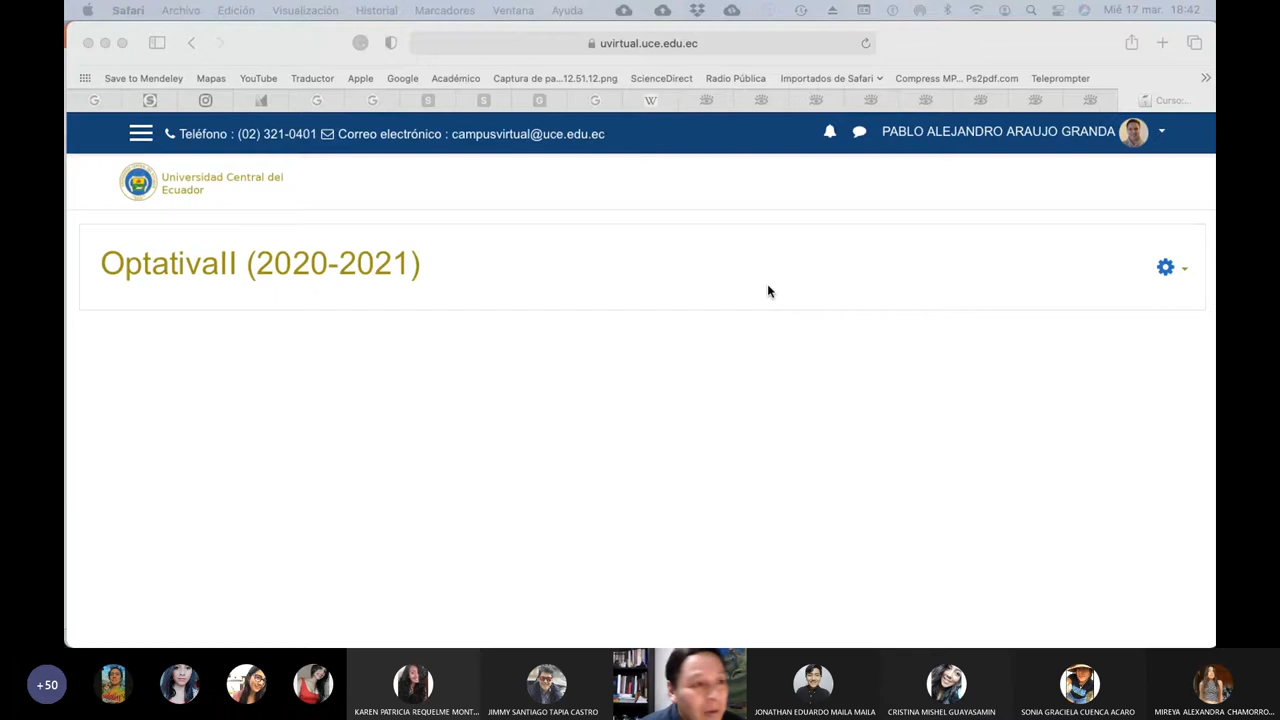 Safari Archivo Edición Visualización Historial Marcadores Ventana Ayuda Mié 17 mar. 18:42
uvirtual.uce.edu.ec
Save to Mendeley Mapas YouTube Traductor Apple Google Académico Captura de pa...12.51.12.png ScienceDirect Radio Pública Importados de Safari Compress MP... Ps2pdf.com Teleprompter
G S G G S S G G W Curso:...
Teléfono : (02) 321-0401 Correo electrónico : campusvirtual@uce.edu.ec PABLO ALEJANDRO ARAUJO GRANDA
Universidad Central del
Ecuador
OptativaII (2020-2021)
+50
KAREN PATRICIA REQUELME MONT... JIMMY SANTIAGO TAPIA CASTRO JONATHAN EDUARDO MAILA MAILA CRISTINA MISHEL GUAYASAMIN SONIA GRACIELA CUENCA ACARO MIREYA ALEXANDRA CHAMORRO...